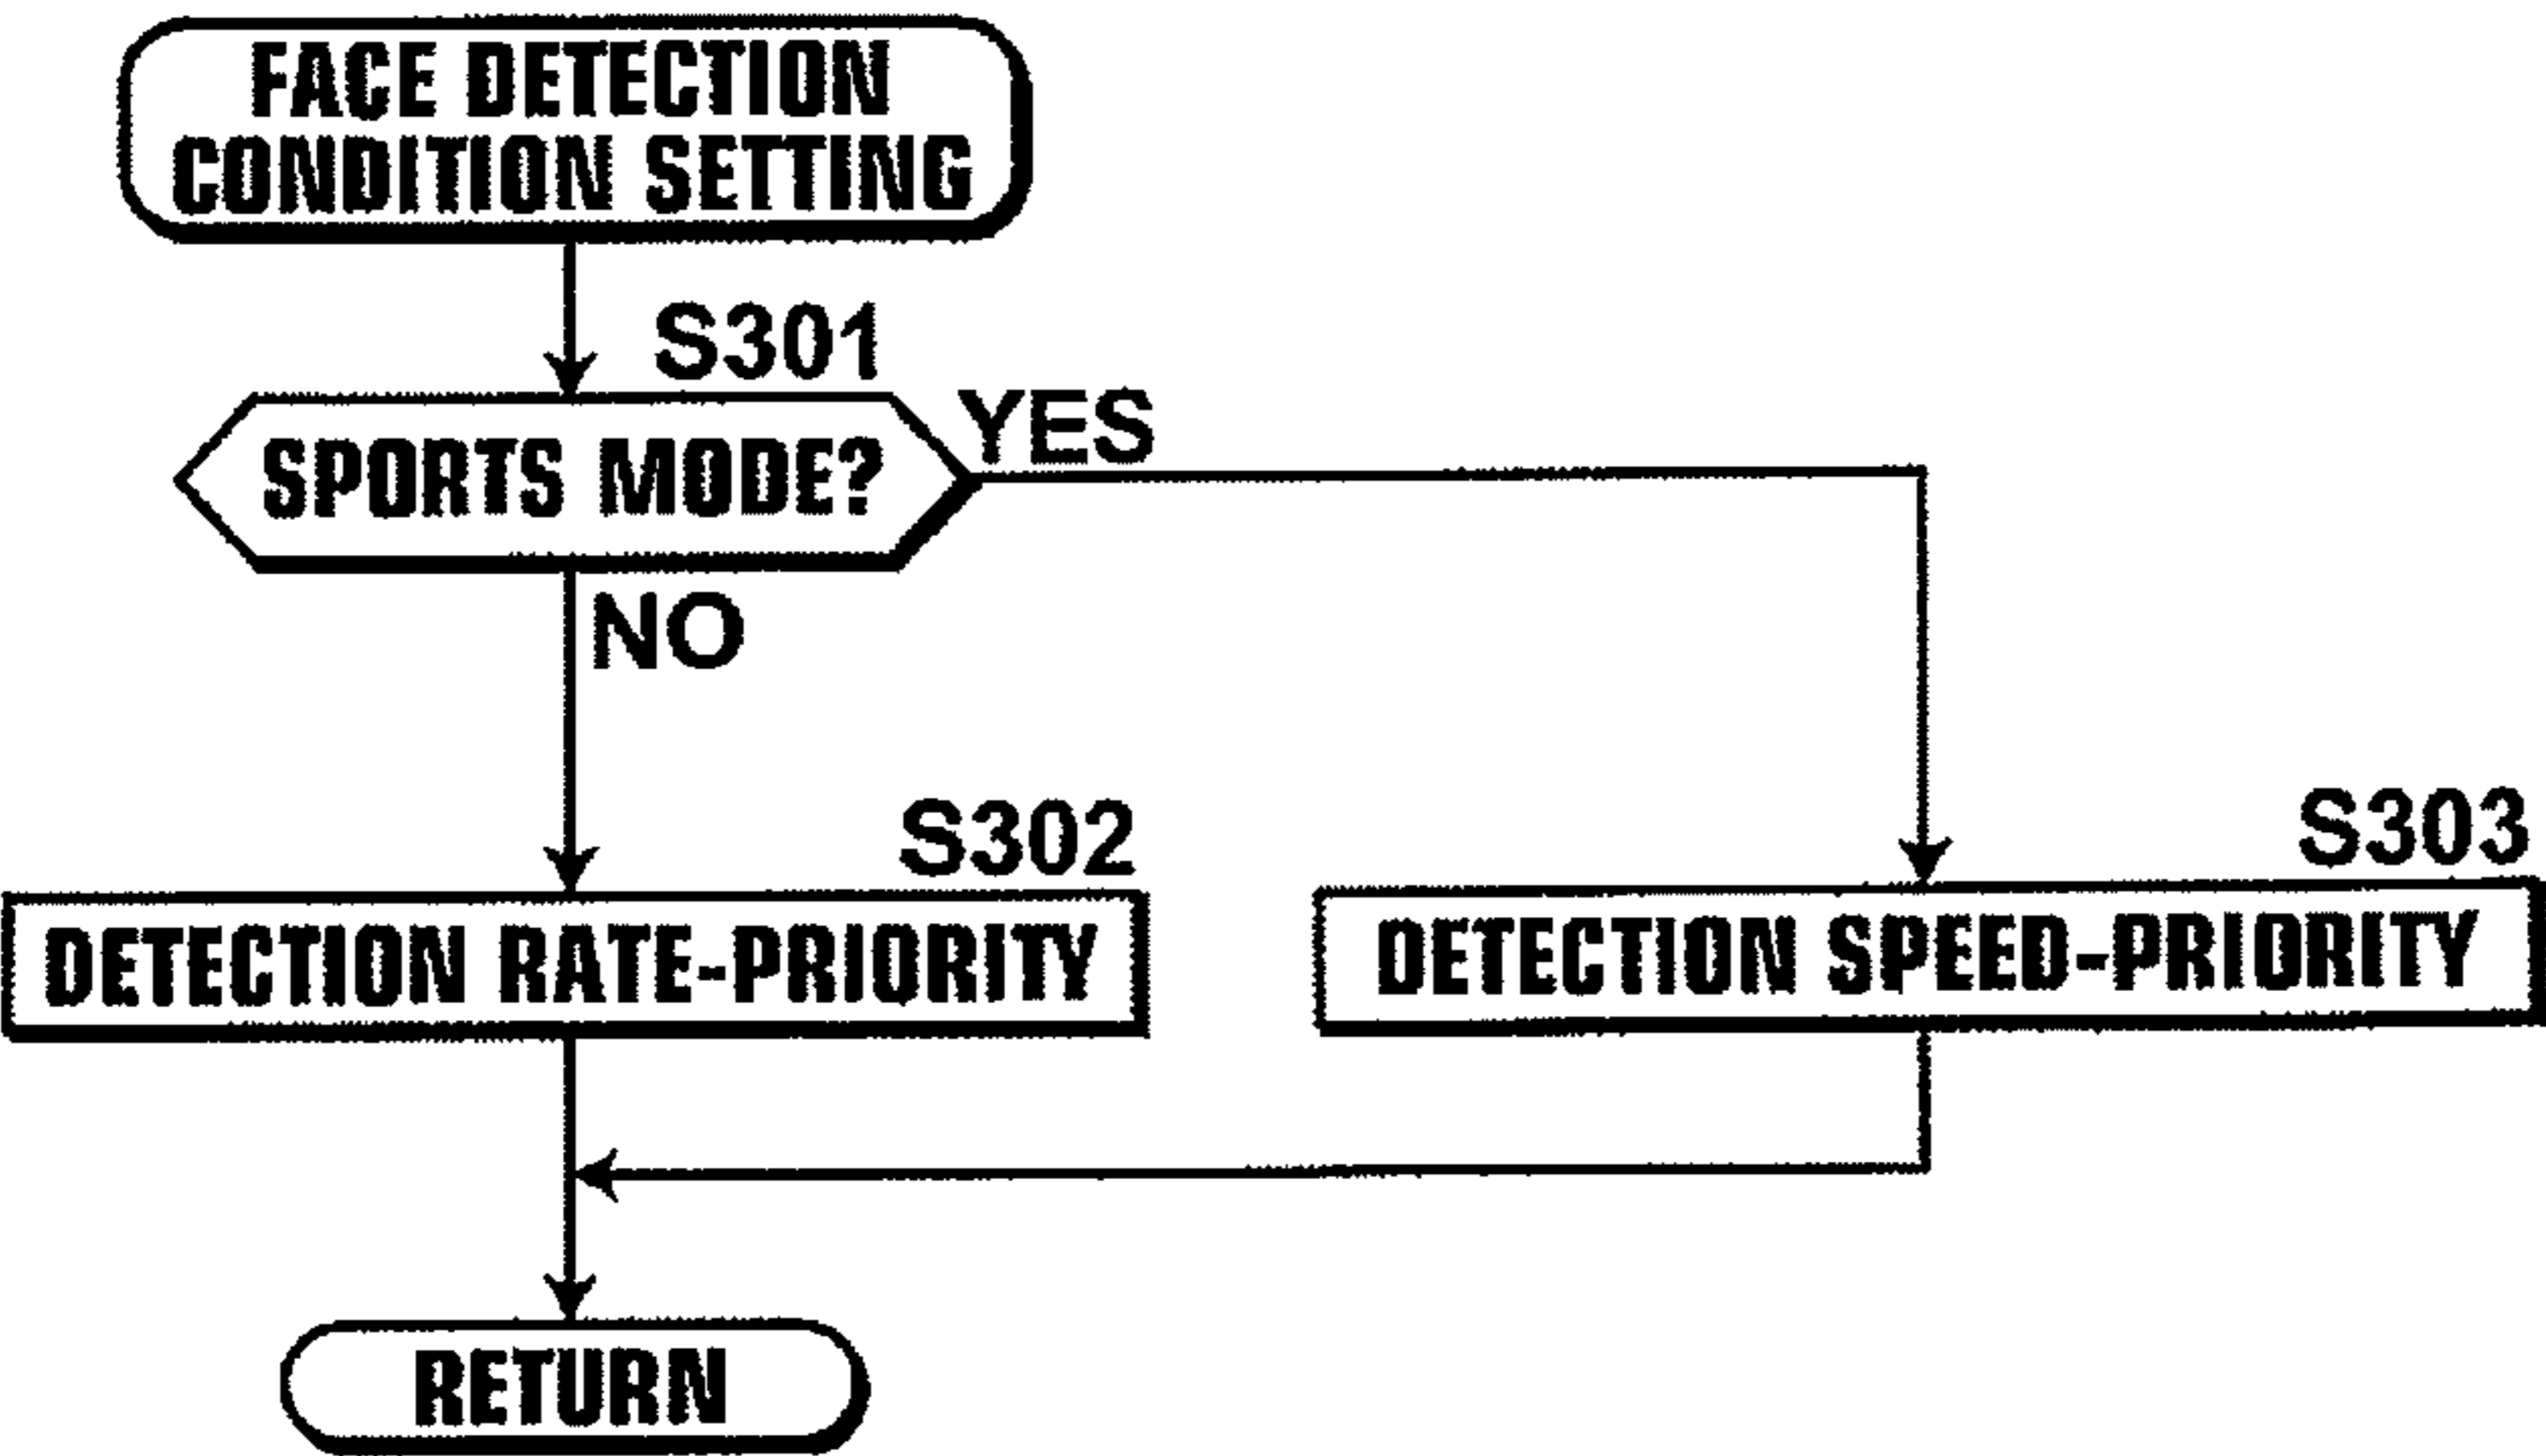 FACE DETECTION
CONDITION SETTING
S301
SPORTS MODE?
YES
NO
S302
DETECTION RATE-PRIORITY
S303
DETECTION SPEED-PRIORITY
RETURN